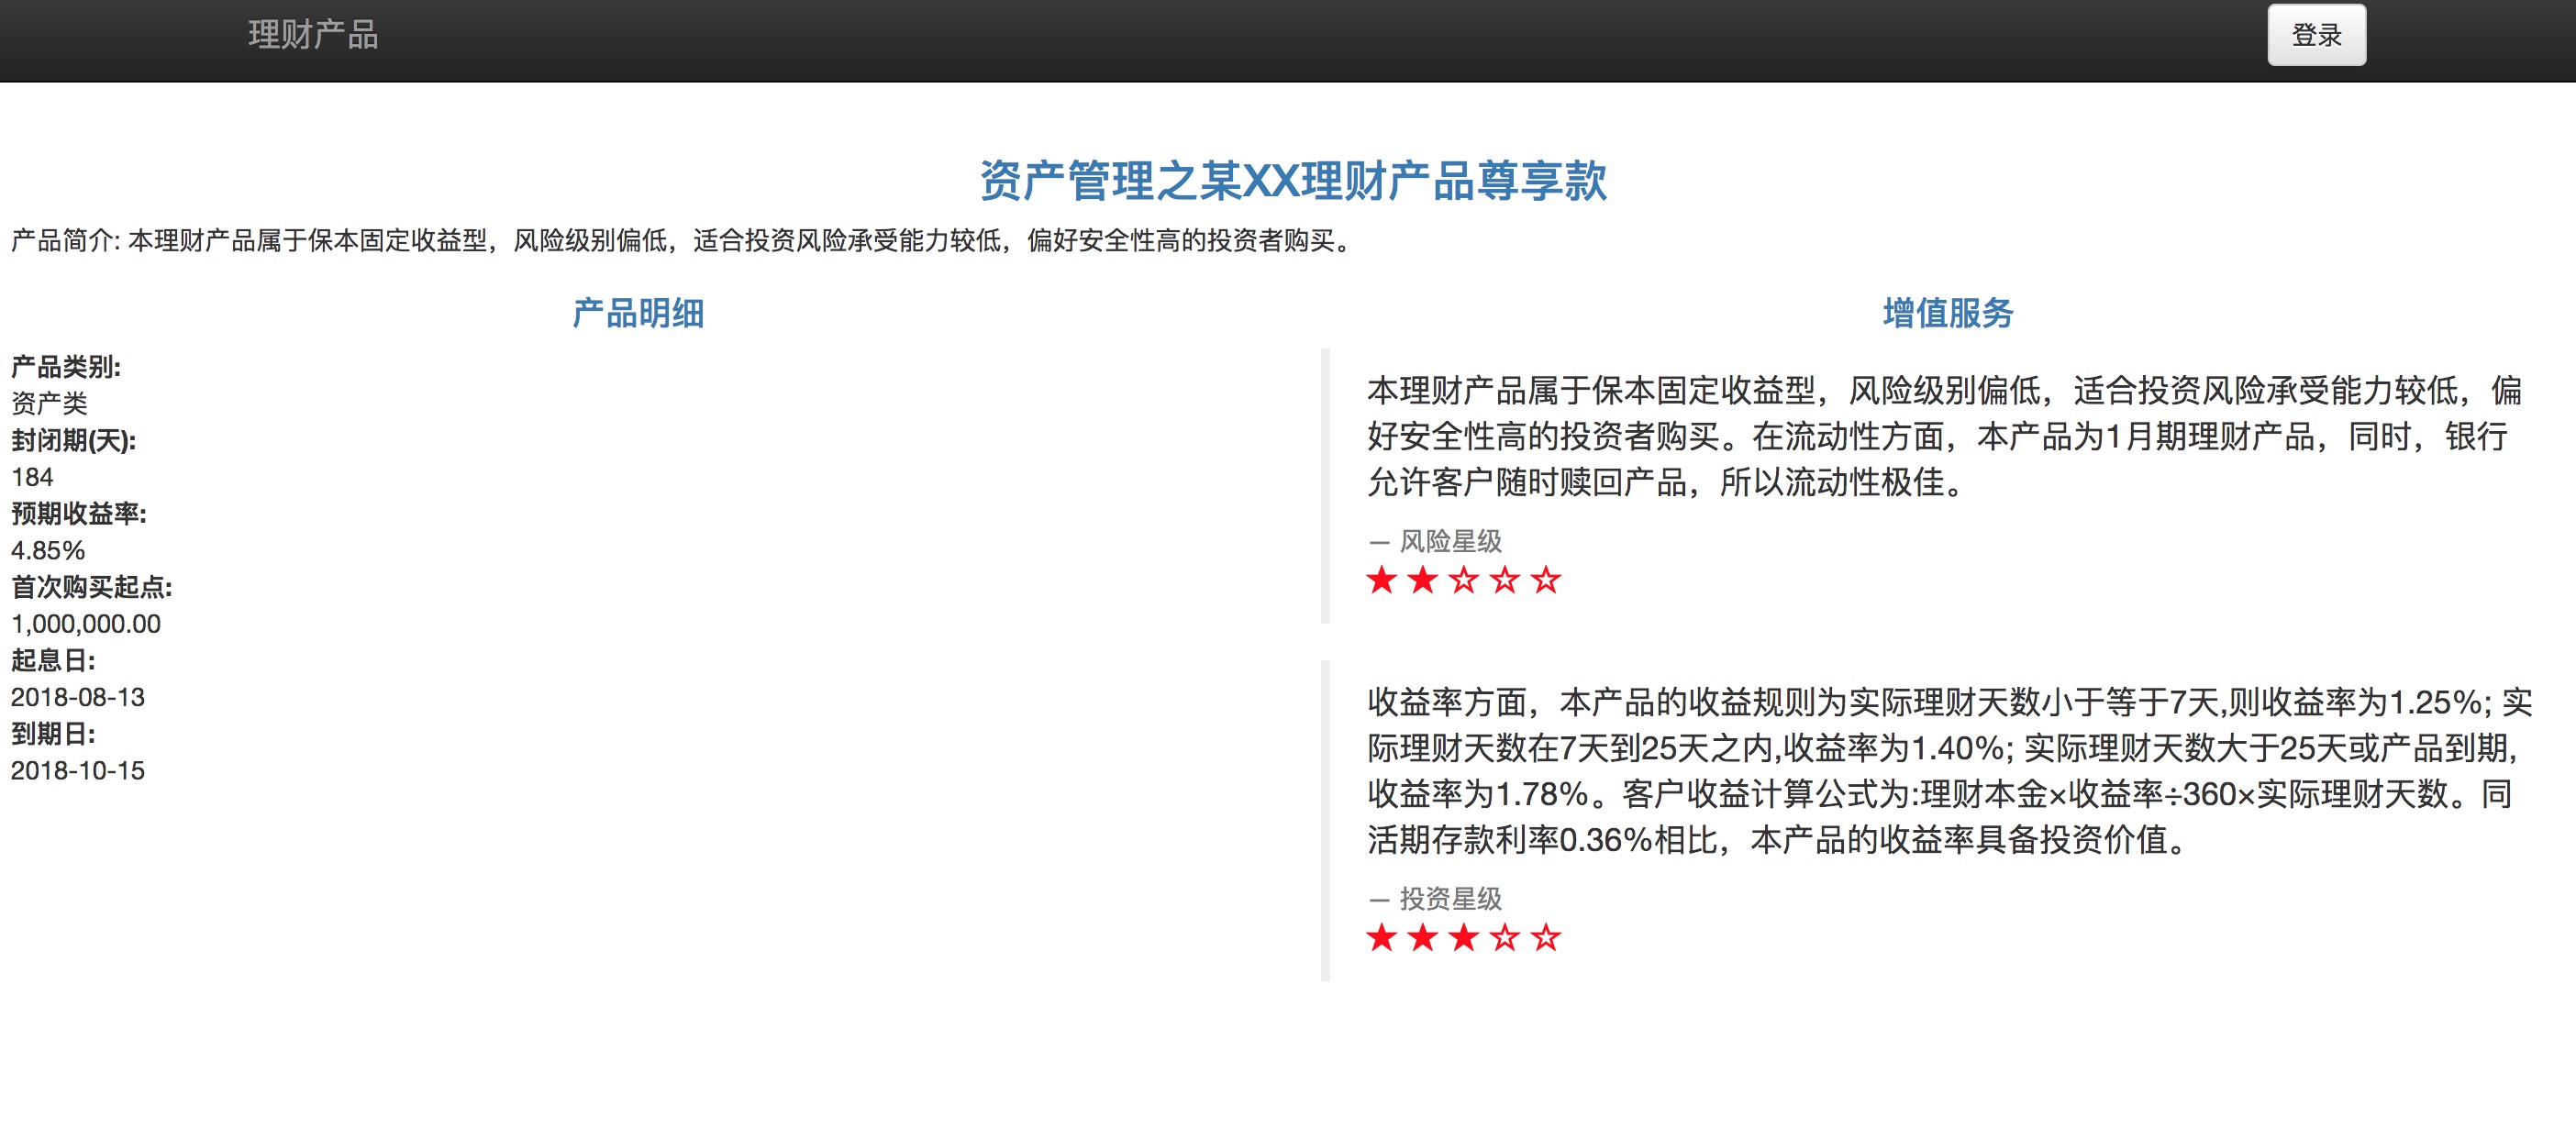 理财产品
登录
资产管理之某XX理财产品尊享款
产品简介: 本理财产品属于保本固定收益型，风险级别偏低，适合投资风险承受能力较低，偏好安全性高的投资者购买。
产品明细
产品类别:
资产类
封闭期(天):
184
预期收益率:
4.85%
首次购买起点:
1,000,000.00
起息日:
2018-08-13
到期日:
2018-10-15
增值服务
本理财产品属于保本固定收益型，风险级别偏低，适合投资风险承受能力较低，偏
好安全性高的投资者购买。在流动性方面，本产品为1月期理财产品，同时，银行
允许客户随时赎回产品，所以流动性极佳。
— 风险星级
★ ★ ☆ ☆ ☆
收益率方面，本产品的收益规则为实际理财天数小于等于7天,则收益率为1.25%; 实
际理财天数在7天到25天之内,收益率为1.40%; 实际理财天数大于25天或产品到期,
收益率为1.78%。客户收益计算公式为:理财本金×收益率÷360×实际理财天数。同
活期存款利率0.36%相比，本产品的收益率具备投资价值。
— 投资星级
★ ★ ★ ☆ ☆